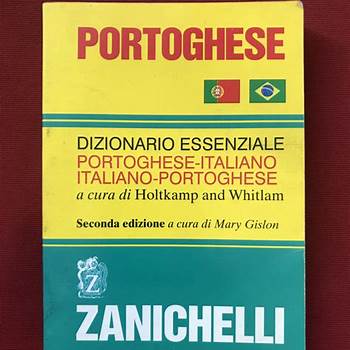 PORTOGHESE
DIZIONARIO ESSENZIALE
PORTOGHESE-ITALIANO
ITALIANO-PORTOGHESE
a cura di Holtkamp and Whitlam
Seconda edizione a cura di Mary Gislon
Z
ZANICHELLI